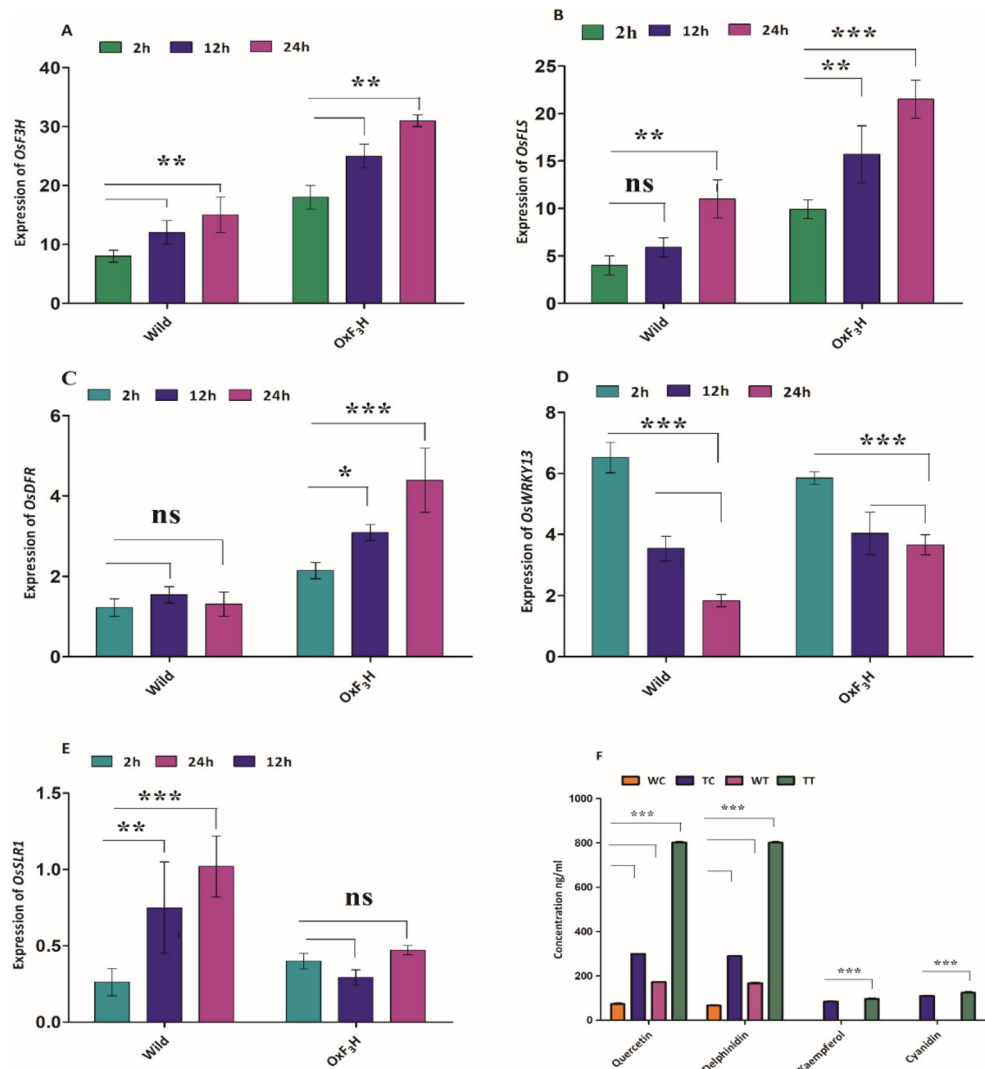 A
2h 12h 24h
Expression of OsF3H
40
30
20
10
0
**
**
Wild
OxF₃H
B
2h 12h 24h
Expression of OsFLS
25
20
15
10
5
0
ns
**
**
***
Wild
OxF₃H
C
2h 12h 24h
Expression of OsDFR
6
4
2
0
ns
*
***
Wild
OxF₃H
D
2h 12h 24h
Expression of OsWRKY13
8
6
4
2
0
***
***
Wild
OxF₃H
E
2h 24h 12h
Expression of OsSLR1
1.5
1.0
0.5
0.0
**
***
ns
Wild
OxF₃H
F
WC TC WT TT
Concentration ng/ml
1000
800
600
400
200
0
***
***
***
***
Quercetin
Delphinidin
Kaempferol
Cyanidin